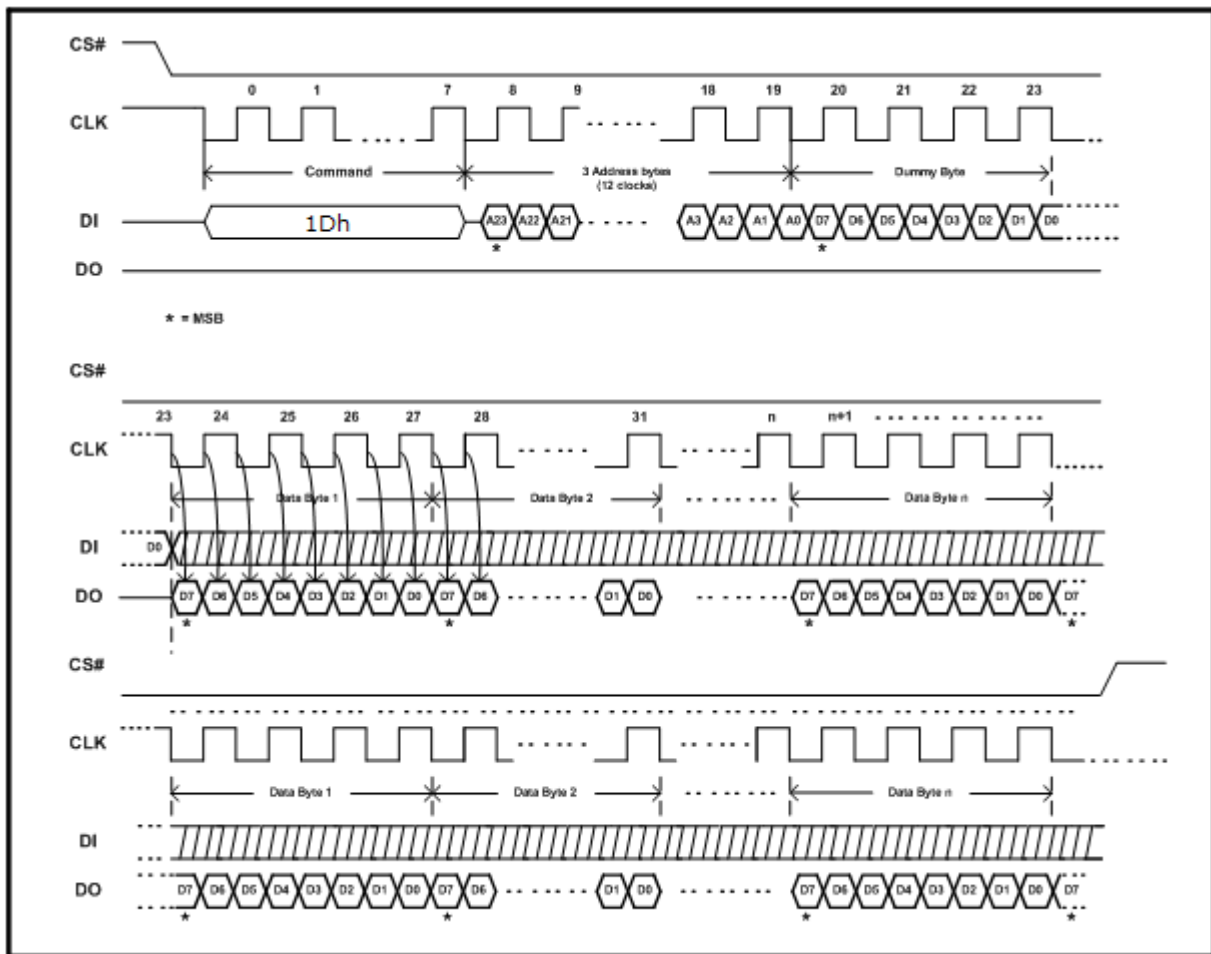 CS#
0 1 7 8 9 18 19 20 21 22 23
CLK
Command 3 Address bytes (12 clocks) Dummy Byte
DI 1Dh A23 A22 A21 A3 A2 A1 A0 D7 D6 D5 D4 D3 D2 D1 D0
* *
DO
* = MSB
CS#
23 24 25 26 27 28 31 n n+1
CLK
Data Byte 1 Data Byte 2 Data Byte n
DI D0
DO D7 D6 D5 D4 D3 D2 D1 D0 D7 D6 D1 D0 D7 D6 D5 D4 D3 D2 D1 D0 D7
* * * *
CS#
CLK
Data Byte 1 Data Byte 2 Data Byte n
DI
DO D7 D6 D5 D4 D3 D2 D1 D0 D7 D6 D1 D0 D7 D6 D5 D4 D3 D2 D1 D0 D7
* * * *